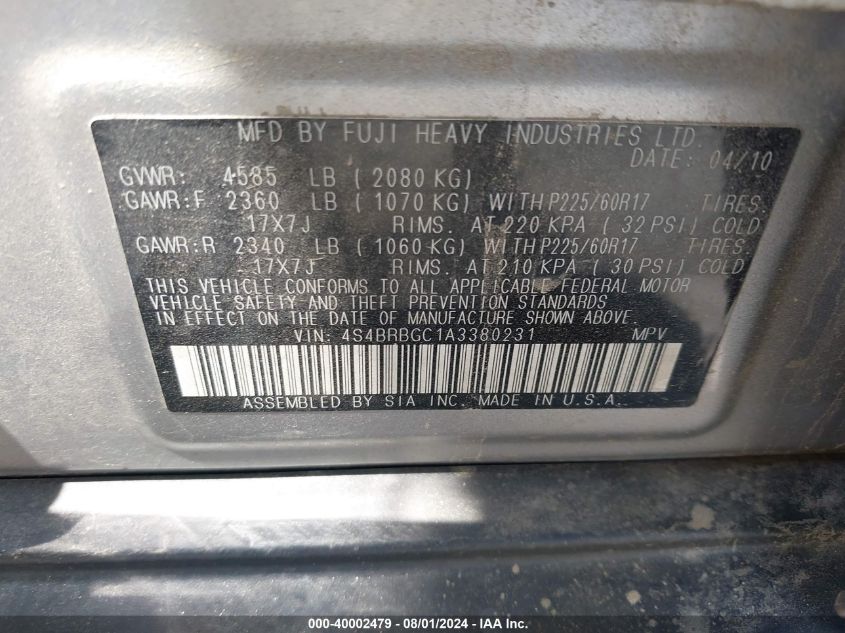 MFD BY FUJI HEAVY INDUSTRIES LTD.
DATE: 04/10
GVWR: 4585 LB ( 2080 KG)
GAWR:F 2360 LB ( 1070 KG) WITH P225/60R17 TIRES
17X7J RIMS. AT 220 KPA ( 32 PSI) COLD
GAWR:R 2340 LB ( 1060 KG) WITH P225/60R17 TIRES.
17X7J RIMS. AT 210 KPA ( 30 PSI) COLD
THIS VEHICLE CONFORMS TO ALL APPLICABLE FEDERAL MOTOR
VEHICLE SAFETY AND THEFT PREVENTION STANDARDS
IN EFFECT ON THE DATE OF MANUFACTURE SHOWN ABOVE.
VIN: 4S4BRBGC1A3380231 MPV
ASSEMBLED BY SIA INC. MADE IN U.S.A.
000-40002479 - 08/01/2024 - IAA Inc.